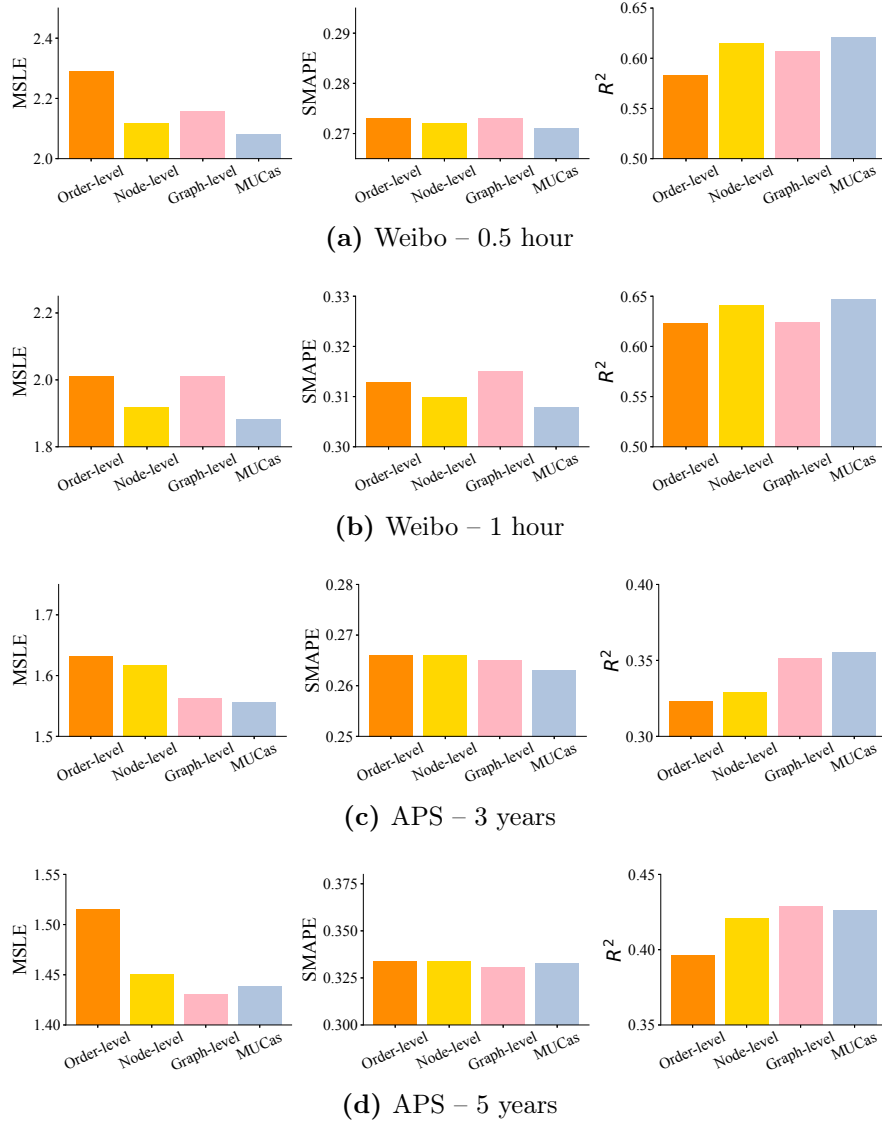 MSLE
2.4
2.2
2.0
Order-level
Node-level
Graph-level
MUCas
SMAPE
0.29
0.28
0.27
Order-level
Node-level
Graph-level
MUCas
R²
0.65
0.60
0.55
0.50
Order-level
Node-level
Graph-level
MUCas
(a) Weibo – 0.5 hour
MSLE
2.2
2.0
1.8
Order-level
Node-level
Graph-level
MUCas
SMAPE
0.33
0.32
0.31
0.30
Order-level
Node-level
Graph-level
MUCas
R²
0.65
0.60
0.55
0.50
Order-level
Node-level
Graph-level
MUCas
(b) Weibo – 1 hour
MSLE
1.7
1.6
1.5
Order-level
Node-level
Graph-level
MUCas
SMAPE
0.28
0.27
0.26
0.25
Order-level
Node-level
Graph-level
MUCas
R²
0.40
0.35
0.30
Order-level
Node-level
Graph-level
MUCas
(c) APS – 3 years
MSLE
1.55
1.50
1.45
1.40
Order-level
Node-level
Graph-level
MUCas
SMAPE
0.375
0.350
0.325
0.300
Order-level
Node-level
Graph-level
MUCas
R²
0.45
0.40
0.35
Order-level
Node-level
Graph-level
MUCas
(d) APS – 5 years